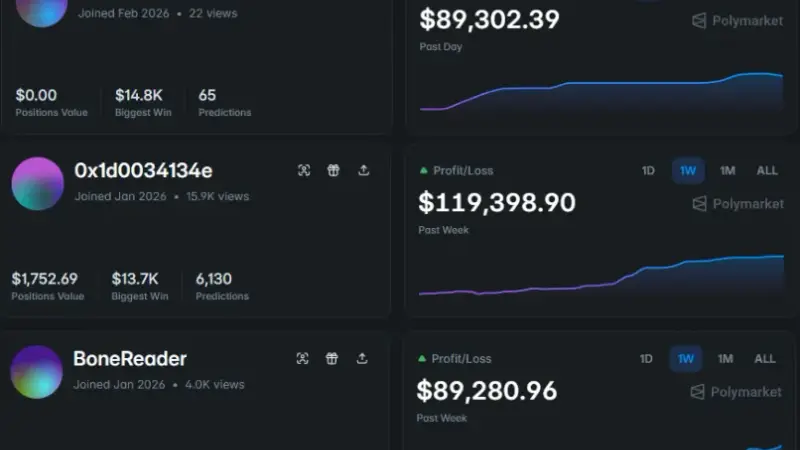 Joined Feb 2026 • 22 views
$0.00 $14.8K 65
Positions Value Biggest Win Predictions
$89,302.39
Polymarket
Past Day
0x1d0034134e
Joined Jan 2026 • 15.9K views
$1,752.69 $13.7K 6,130
Positions Value Biggest Win Predictions
Profit/Loss 1D 1W 1M ALL
$119,398.90
Polymarket
Past Week
BoneReader
Joined Jan 2026 • 4.0K views
Profit/Loss 1D 1W 1M ALL
$89,280.96
Polymarket
Past Week